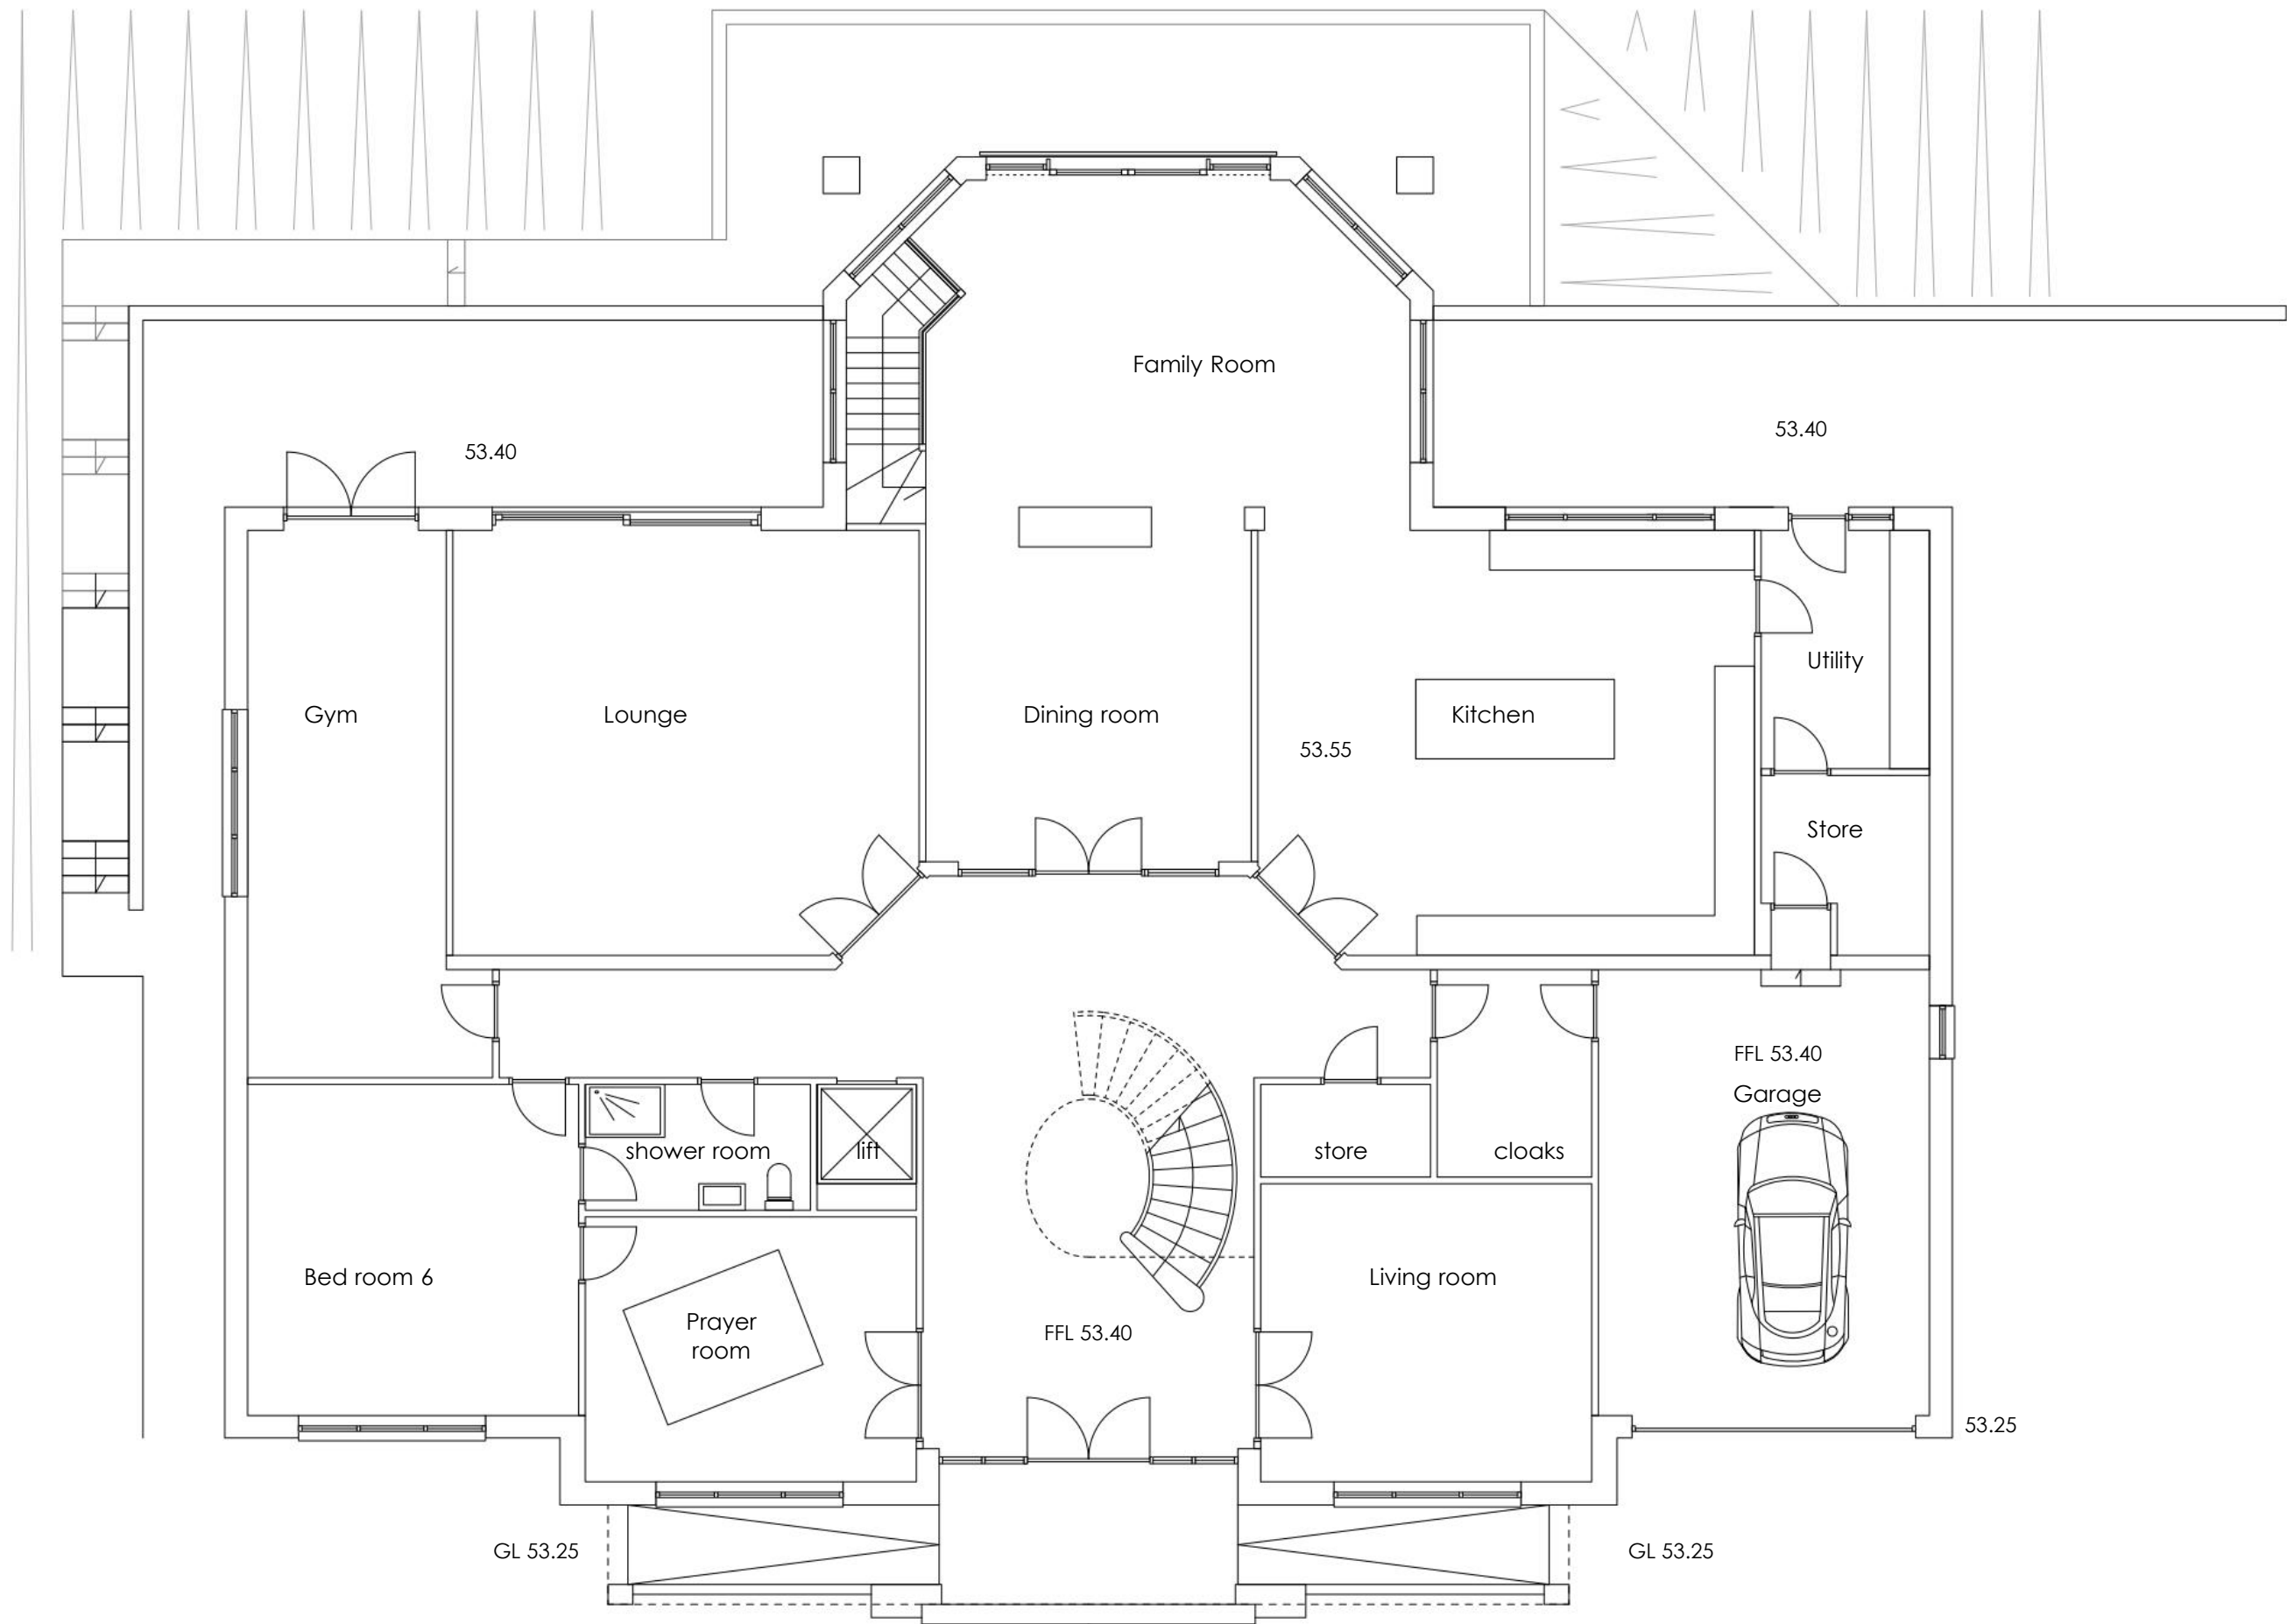 Family Room
53.40
53.40
Gym
Lounge
Dining room
Kitchen
Utility
53.55
Store
FFL 53.40
Garage
shower room
lift
store
cloaks
Bed room 6
Living room
Prayer
room
FFL 53.40
53.25
GL 53.25
GL 53.25